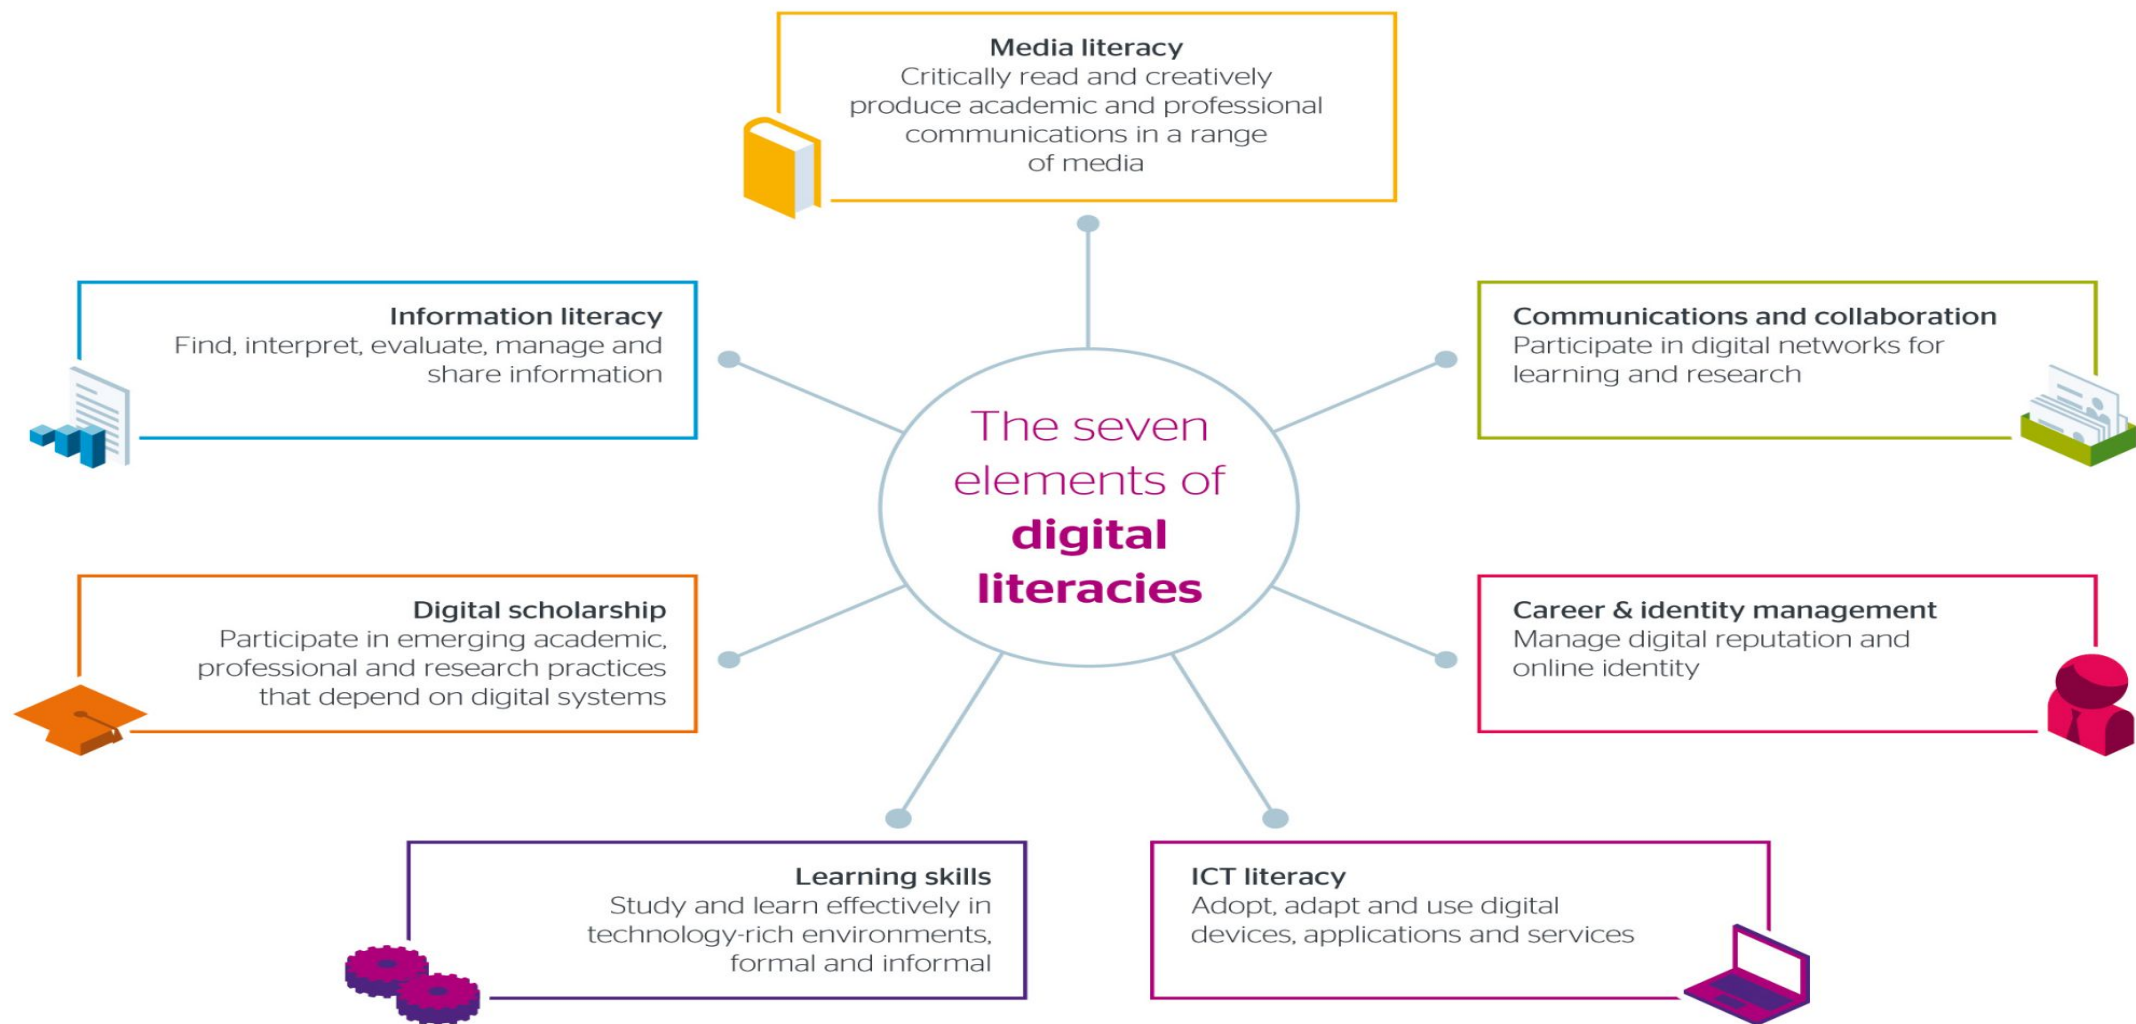 Media literacy
Critically read and creatively
produce academic and professional
communications in a range
of media
Information literacy
Find, interpret, evaluate, manage and
share information
Communications and collaboration
Participate in digital networks for
learning and research
The seven
elements of
digital
literacies
Digital scholarship
Participate in emerging academic,
professional and research practices
that depend on digital systems
Career & identity management
Manage digital reputation and
online identity
Learning skills
Study and learn effectively in
technology-rich environments,
formal and informal
ICT literacy
Adopt, adapt and use digital
devices, applications and services